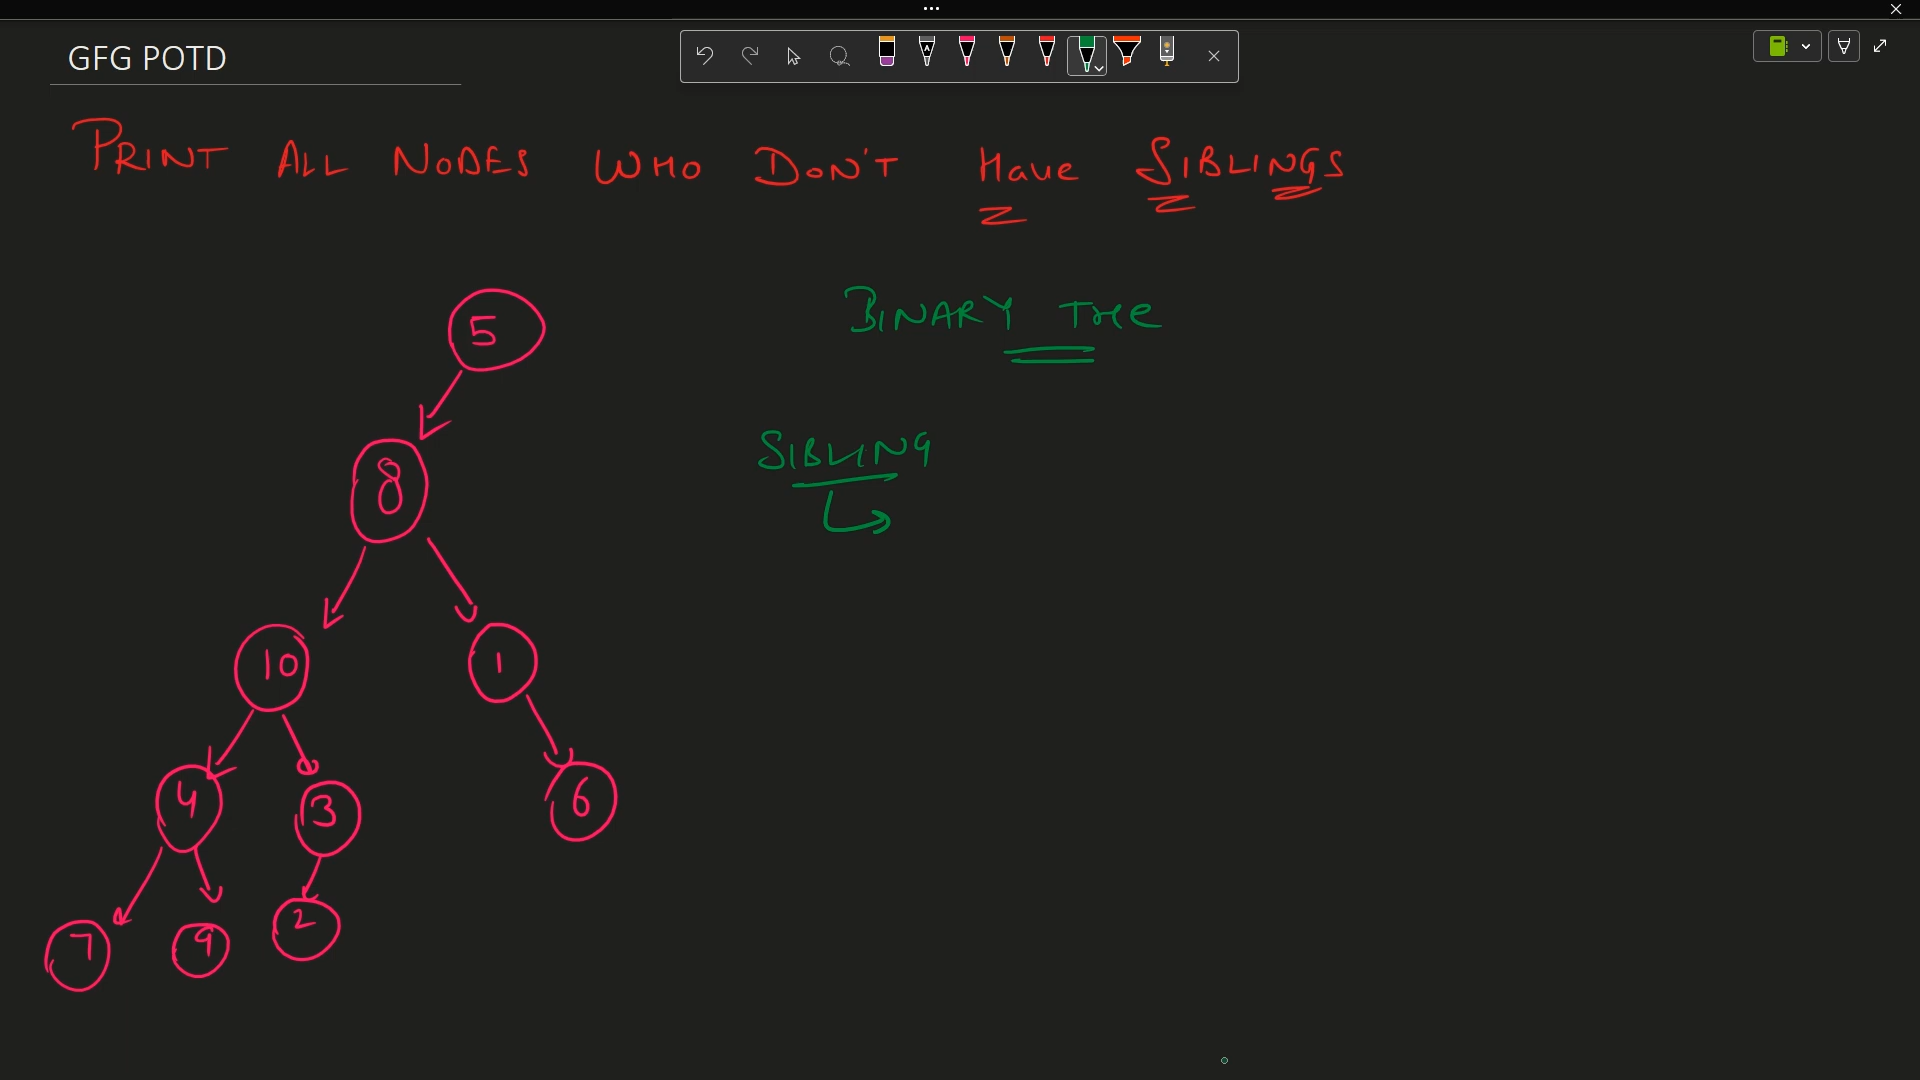 GFG POTD
PRINT ALL NODES WHO DON'T Have SIBLINGS
BINARY Tree
5
SIBLING
8
10
1
4
3
6
7
9
2